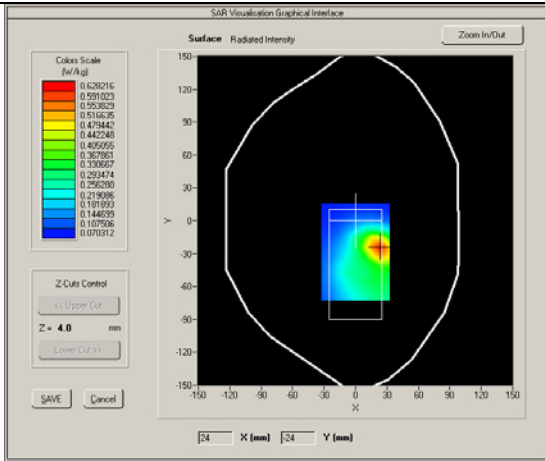 SAR Visualisation Graphical Interface
Surface Radiated Intensity
Zoom In/Out
Colors Scale
(W/kg)
0.628216
0.591023
0.553829
0.516635
0.479442
0.442248
0.405055
0.367861
0.330667
0.293474
0.256280
0.219086
0.181893
0.144699
0.107506
0.070312
Z-Cuts Control
<< Upper Cut
Z = 4.0 mm
Lower Cut >>
SAVE Cancel
150
120
90
60
30
0
-30
-60
-90
-120
-150
Y
-150 -120 -90 -60 -30 0 30 60 90 120 150
X
24 X (mm) -24 Y (mm)